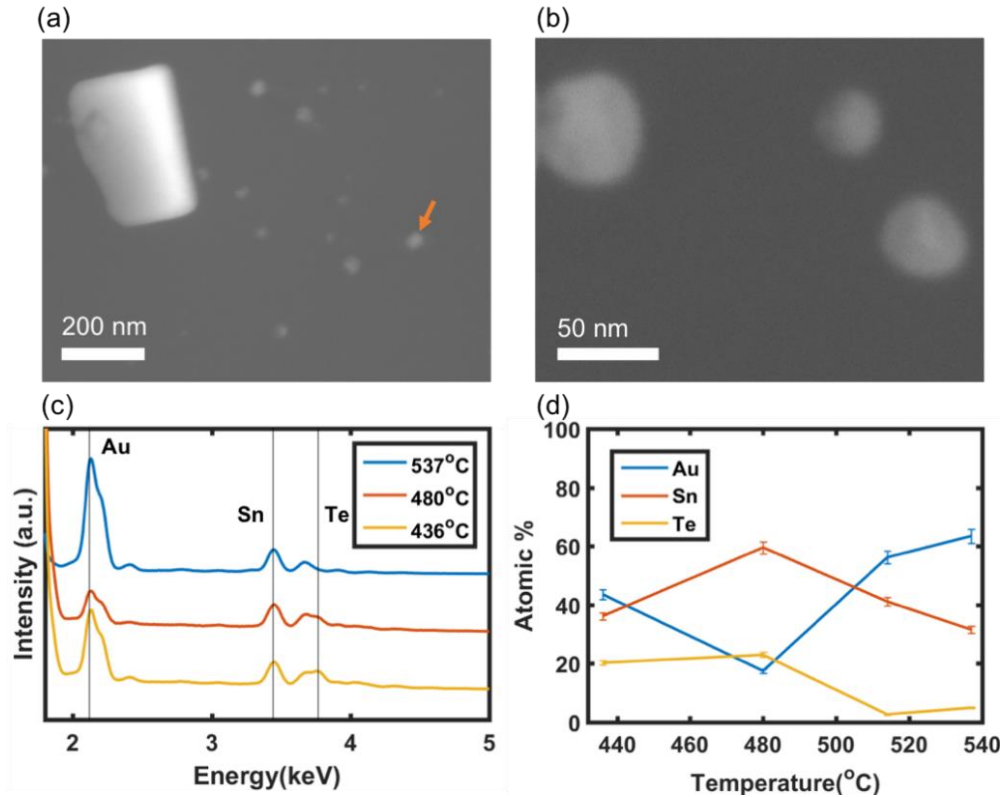 (a)
200 nm
(b)
50 nm
(c)
Intensity (a.u.)
Au
Sn
Te
537°C
480°C
436°C
2
3
4
5
Energy(keV)
(d)
Atomic %
100
80
60
40
20
0
Au
Sn
Te
440
460
480
500
520
540
Temperature(°C)